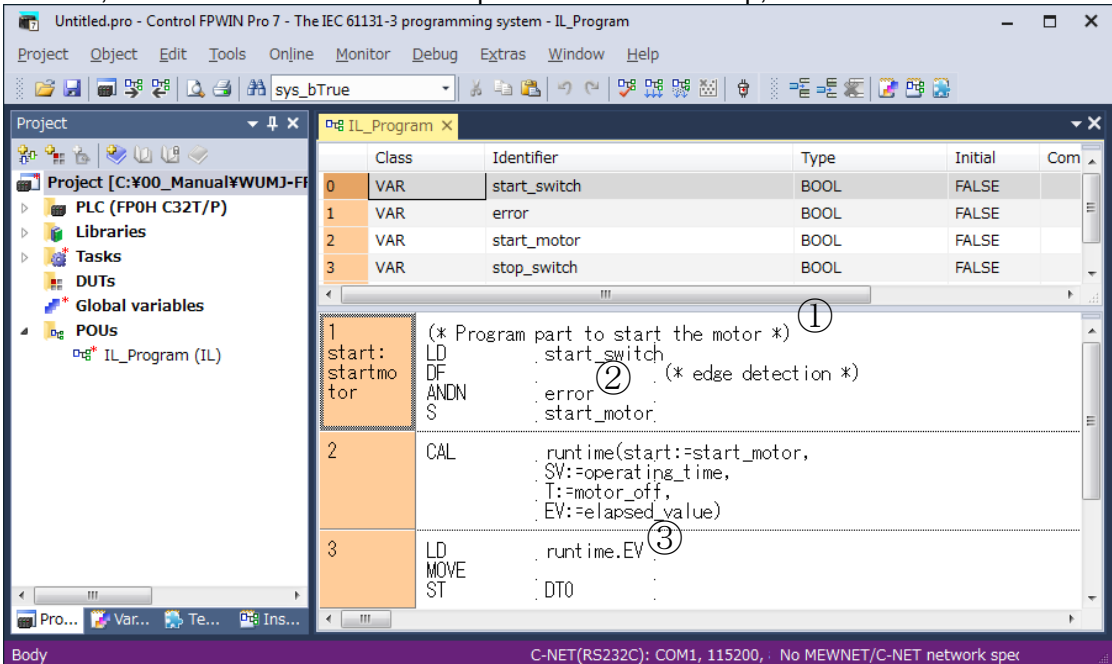 Untitled.pro - Control FPWIN Pro 7 - The IEC 61131-3 programming system - IL_Program
Project Object Edit Tools Online Monitor Debug Extras Window Help
sys_bTrue
Project
IL_Program
Class Identifier Type Initial Com
0 VAR start_switch BOOL FALSE
1 VAR error BOOL FALSE
2 VAR start_motor BOOL FALSE
3 VAR stop_switch BOOL FALSE
Project [C:¥00_Manual¥WUMJ-FF
PLC (FP0H C32T/P)
Libraries
Tasks
DUTs
Global variables
POUs
IL_Program (IL)
①
1 (* Program part to start the motor *)
start: LD start_switch
startmo DF ② (* edge detection *)
tor ANDN error
S start_motor
2 CAL runtime(start:=start_motor,
SV:=operating_time,
T:=motor_off,
EV:=elapsed_value)
3 LD runtime.EV ③
MOVE
ST DT0
Pro... Var... Te... Ins...
Body C-NET(RS232C): COM1, 115200, No MEWNET/C-NET network spec